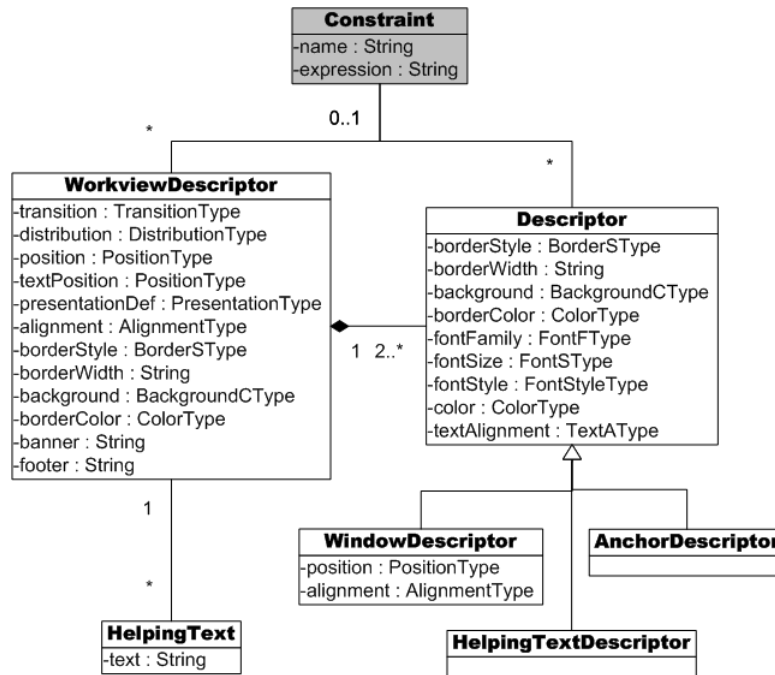 Constraint
-name : String
-expression : String
0..1
*
*
WorkviewDescriptor
-transition : TransitionType
-distribution : DistributionType
-position : PositionType
-textPosition : PositionType
-presentationDef : PresentationType
-alignment : AlignmentType
-borderStyle : BorderSType
-borderWidth : String
-background : BackgroundCType
-borderColor : ColorType
-banner : String
-footer : String
Descriptor
-borderStyle : BorderSType
-borderWidth : String
-background : BackgroundCType
-borderColor : ColorType
-fontFamily : FontFType
-fontSize : FontSType
-fontStyle : FontStyleType
-color : ColorType
-textAlignment : TextAType
1 2..*
1
*
WindowDescriptor
-position : PositionType
-alignment : AlignmentType
AnchorDescriptor
HelpingText
-text : String
HelpingTextDescriptor